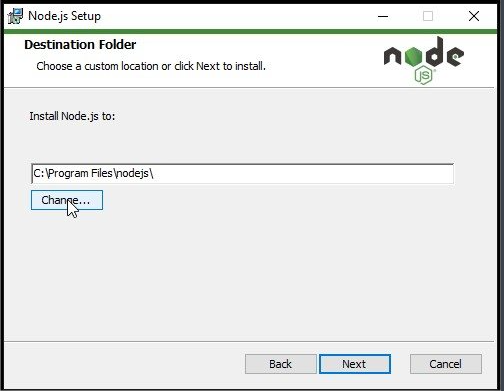 Node.js Setup
Destination Folder
Choose a custom location or click Next to install.
node
JS
Install Node.js to:
C:\Program Files\nodejs\
Change...
Back
Next
Cancel